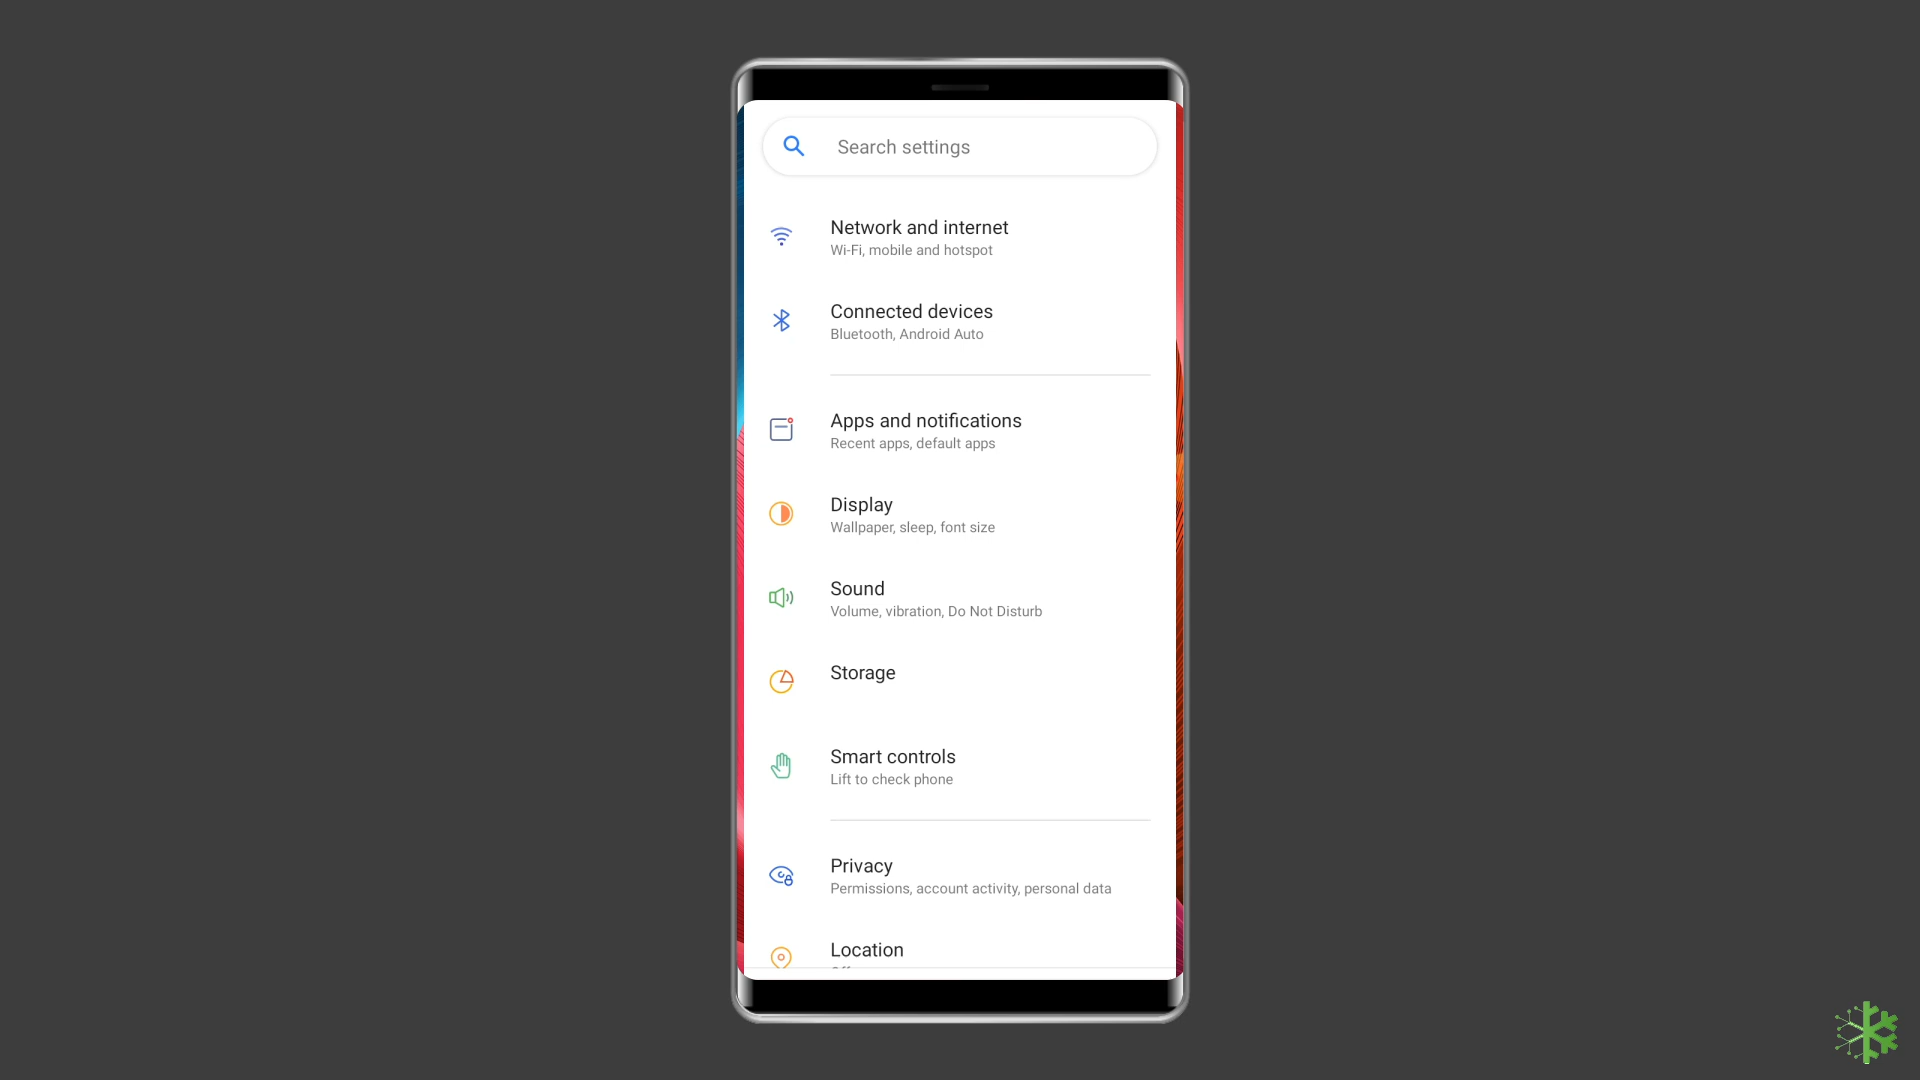 Search settings
Network and internet
Wi-Fi, mobile and hotspot
Connected devices
Bluetooth, Android Auto
Apps and notifications
Recent apps, default apps
Display
Wallpaper, sleep, font size
Sound
Volume, vibration, Do Not Disturb
Storage
Smart controls
Lift to check phone
Privacy
Permissions, account activity, personal data
Location